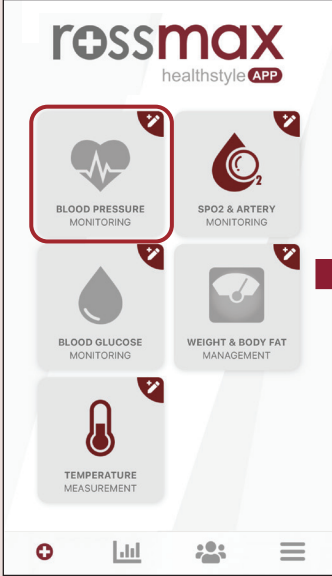 rossmax
healthstyle APP
BLOOD PRESSURE
MONITORING
SPO2 & ARTERY
MONITORING
BLOOD GLUCOSE
MONITORING
WEIGHT & BODY FAT
MANAGEMENT
TEMPERATURE
MEASUREMENT